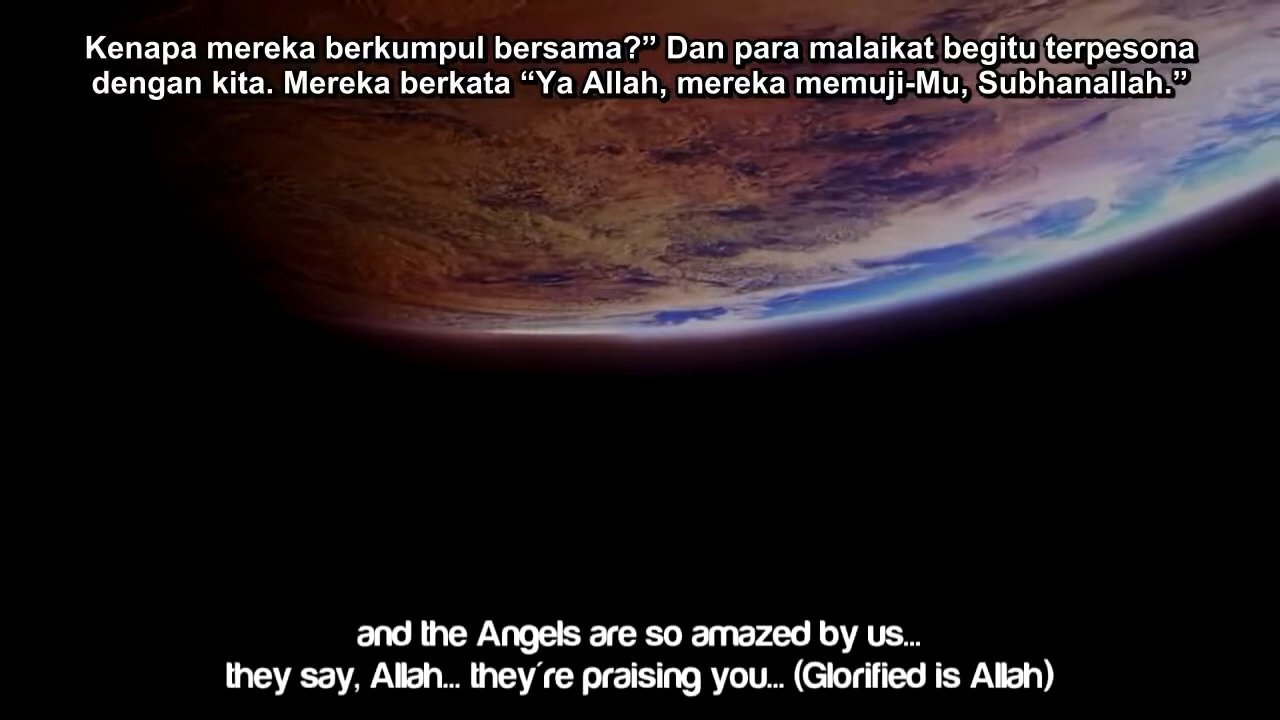 Kenapa mereka berkumpul bersama?” Dan para malaikat begitu terpesona
dengan kita. Mereka berkata “Ya Allah, mereka memuji-Mu, Subhanallah.”
and the Angels are so amazed by us...
they say, Allah... they´re praising you... (Glorified is Allah)